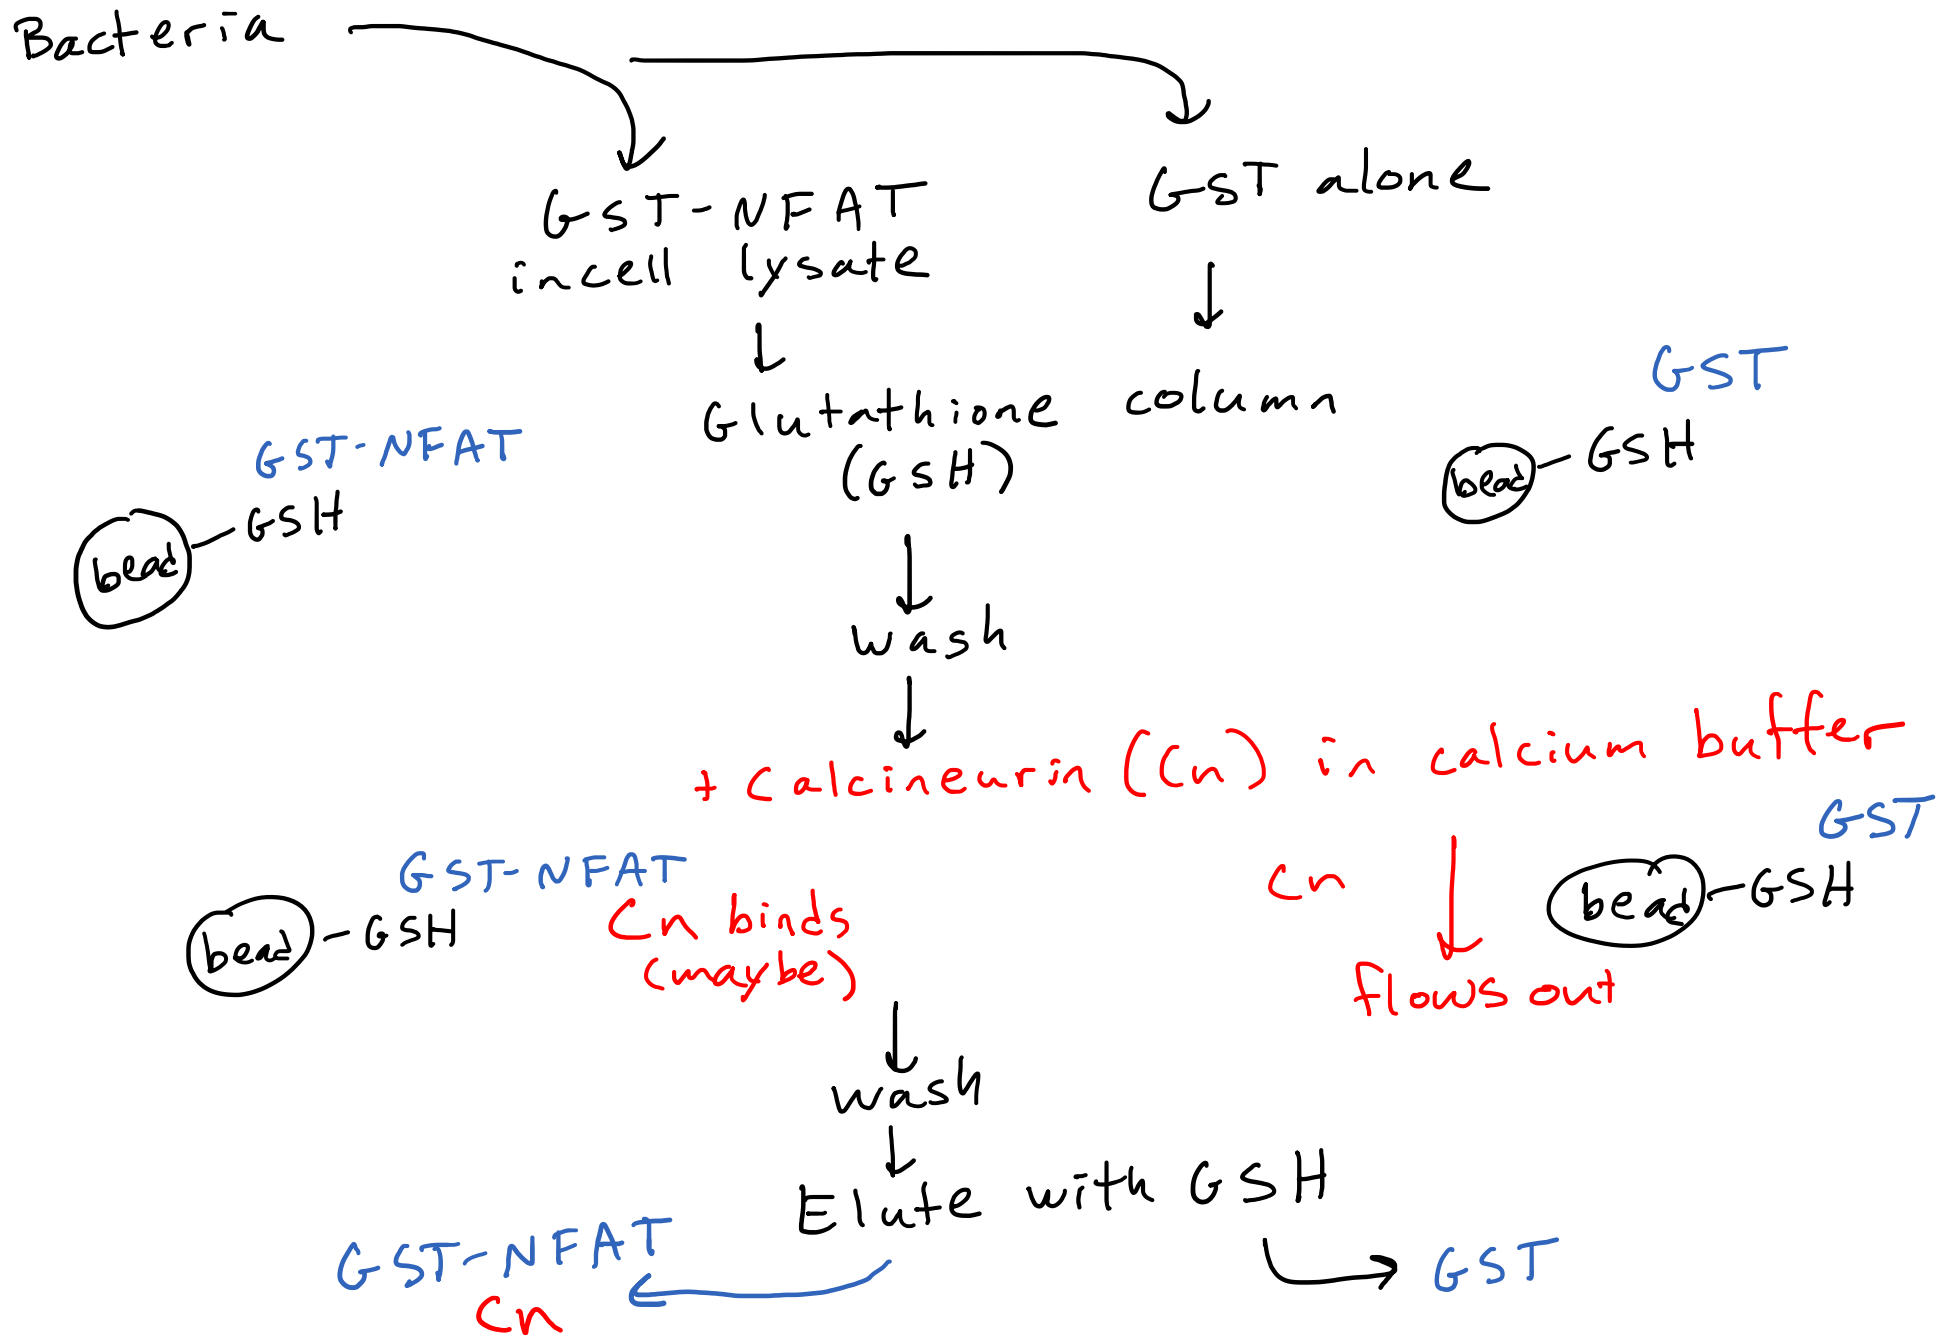 Bacteria
GST-NFAT
in cell lysate
GST alone
Glutathione column
(GSH)
GST-NFAT
bead - GSH
GST
bead - GSH
wash
+ Calcineurin (Cn) in calcium buffer
GST-NFAT
bead - GSH
Cn binds
(maybe)
Cn
flows out
GST
bead - GSH
wash
Elute with GSH
GST-NFAT
Cn
GST